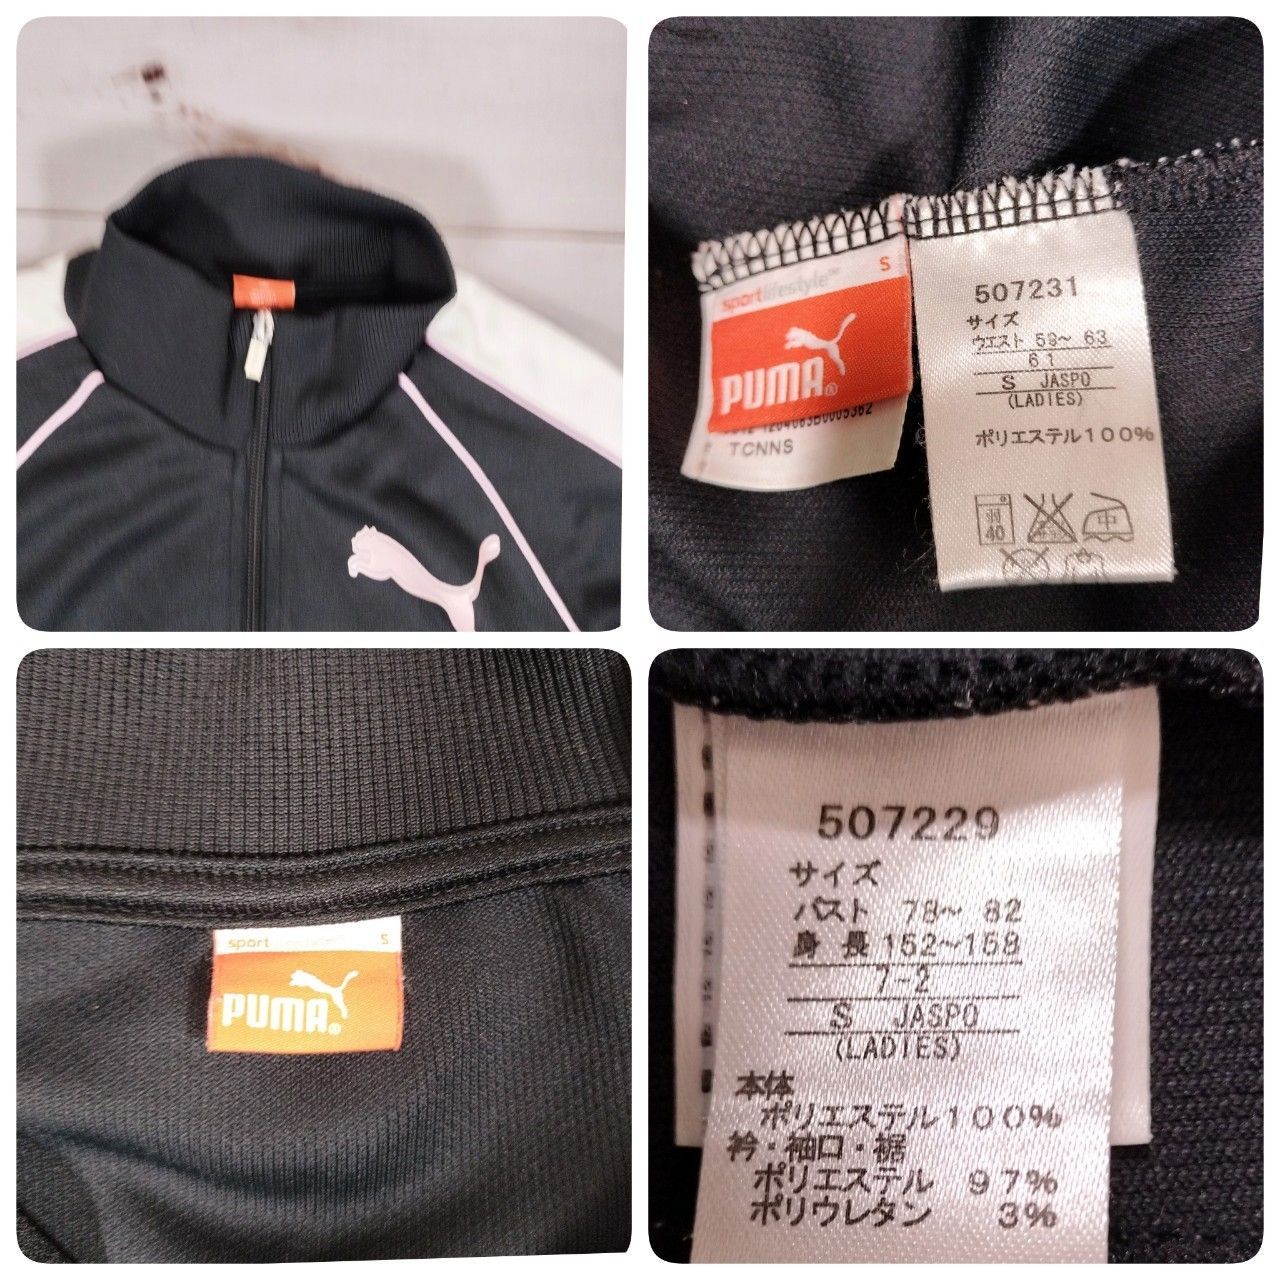 sportlifestyle™ S
PUMA®
TCNNS
507231
サイズ
ウエスト 59～ 63
61
S JASPO
(LADIES)
ポリエステル100%
40
中
sport S
PUMA®
507229
サイズ
バスト 78～ 82
身長 152～158
7-2
S JASPO
(LADIES)
本体
ポリエステル100%
衿・袖口・裾
ポリエステル 97%
ポリウレタン 3%